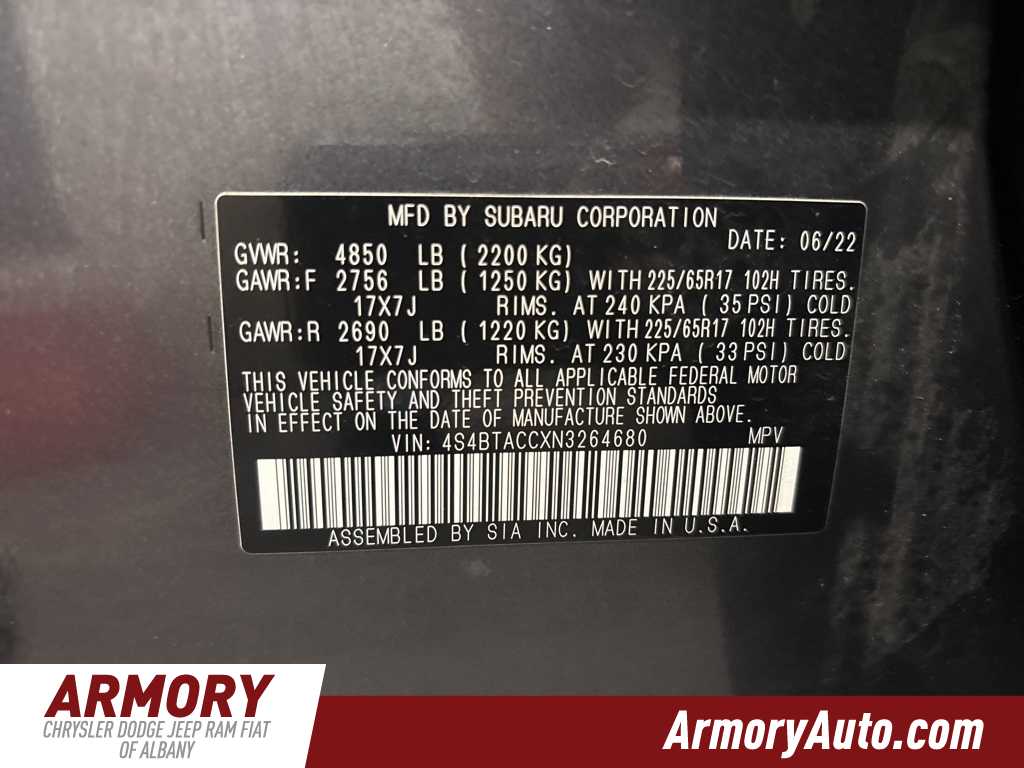 MFD BY SUBARU CORPORATION
DATE: 06/22
GVWR: 4850 LB ( 2200 KG)
GAWR:F 2756 LB ( 1250 KG) WITH 225/65R17 102H TIRES.
17X7J RIMS. AT 240 KPA ( 35 PSI) COLD
GAWR:R 2690 LB ( 1220 KG) WITH 225/65R17 102H TIRES.
17X7J RIMS. AT 230 KPA ( 33 PSI) COLD
THIS VEHICLE CONFORMS TO ALL APPLICABLE FEDERAL MOTOR
VEHICLE SAFETY AND THEFT PREVENTION STANDARDS
IN EFFECT ON THE DATE OF MANUFACTURE SHOWN ABOVE.
VIN: 4S4BTACCXN3264680 MPV
ASSEMBLED BY SIA INC. MADE IN U.S.A.
ARMORY
CHRYSLER DODGE JEEP RAM FIAT
OF ALBANY
ArmoryAuto.com